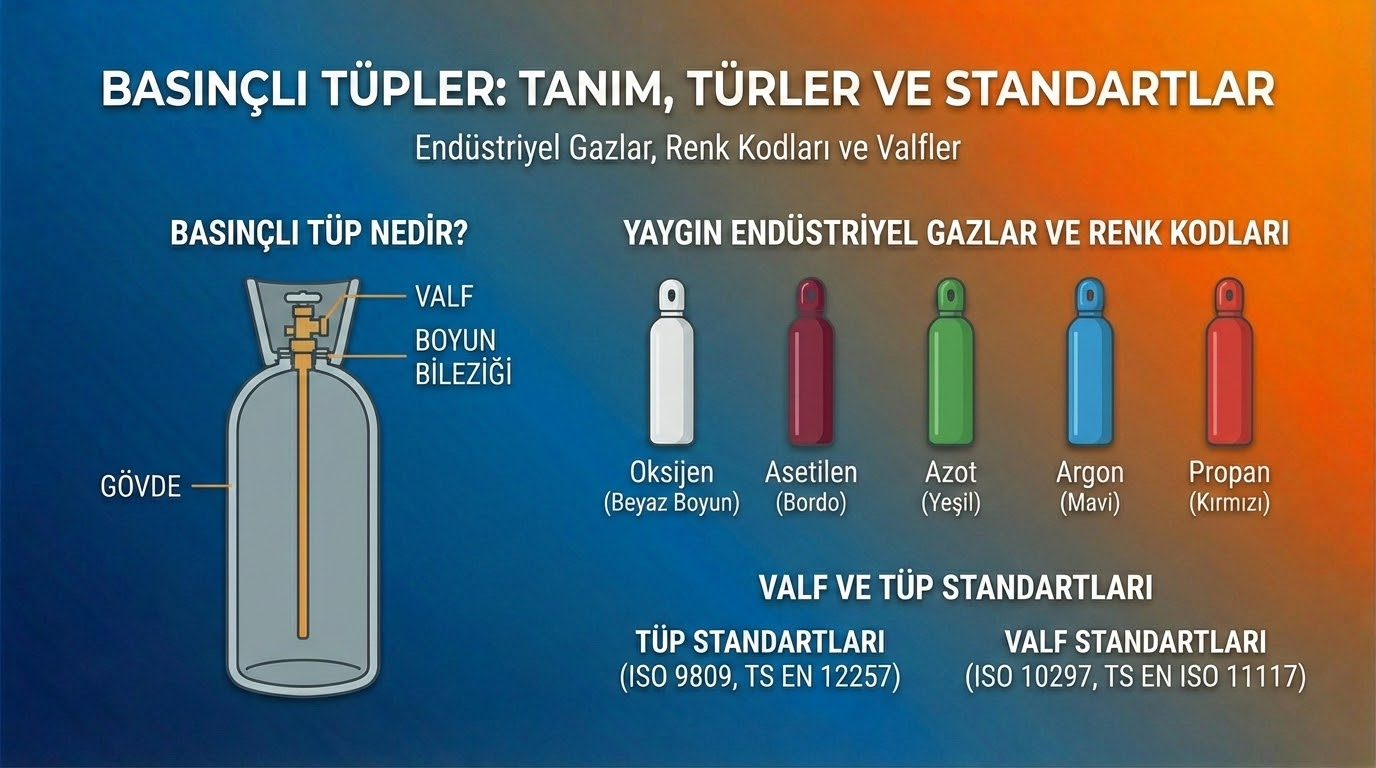 BASINÇLI TÜPLER: TANIM, TÜRLER VE STANDARTLAR
Endüstriyel Gazlar, Renk Kodları ve Valfler
BASINÇLI TÜP NEDİR?
VALF
BOYUN
BİLEZİĞİ
GÖVDE
YAYGIN ENDÜSTRİYEL GAZLAR VE RENK KODLARI
Oksijen
(Beyaz Boyun)
Asetilen
(Bordo)
Azot
(Yeşil)
Argon
(Mavi)
Propan
(Kırmızı)
VALF VE TÜP STANDARTLARI
TÜP STANDARTLARI
(ISO 9809, TS EN 12257)
VALF STANDARTLARI
(ISO 10297, TS EN ISO 11117)